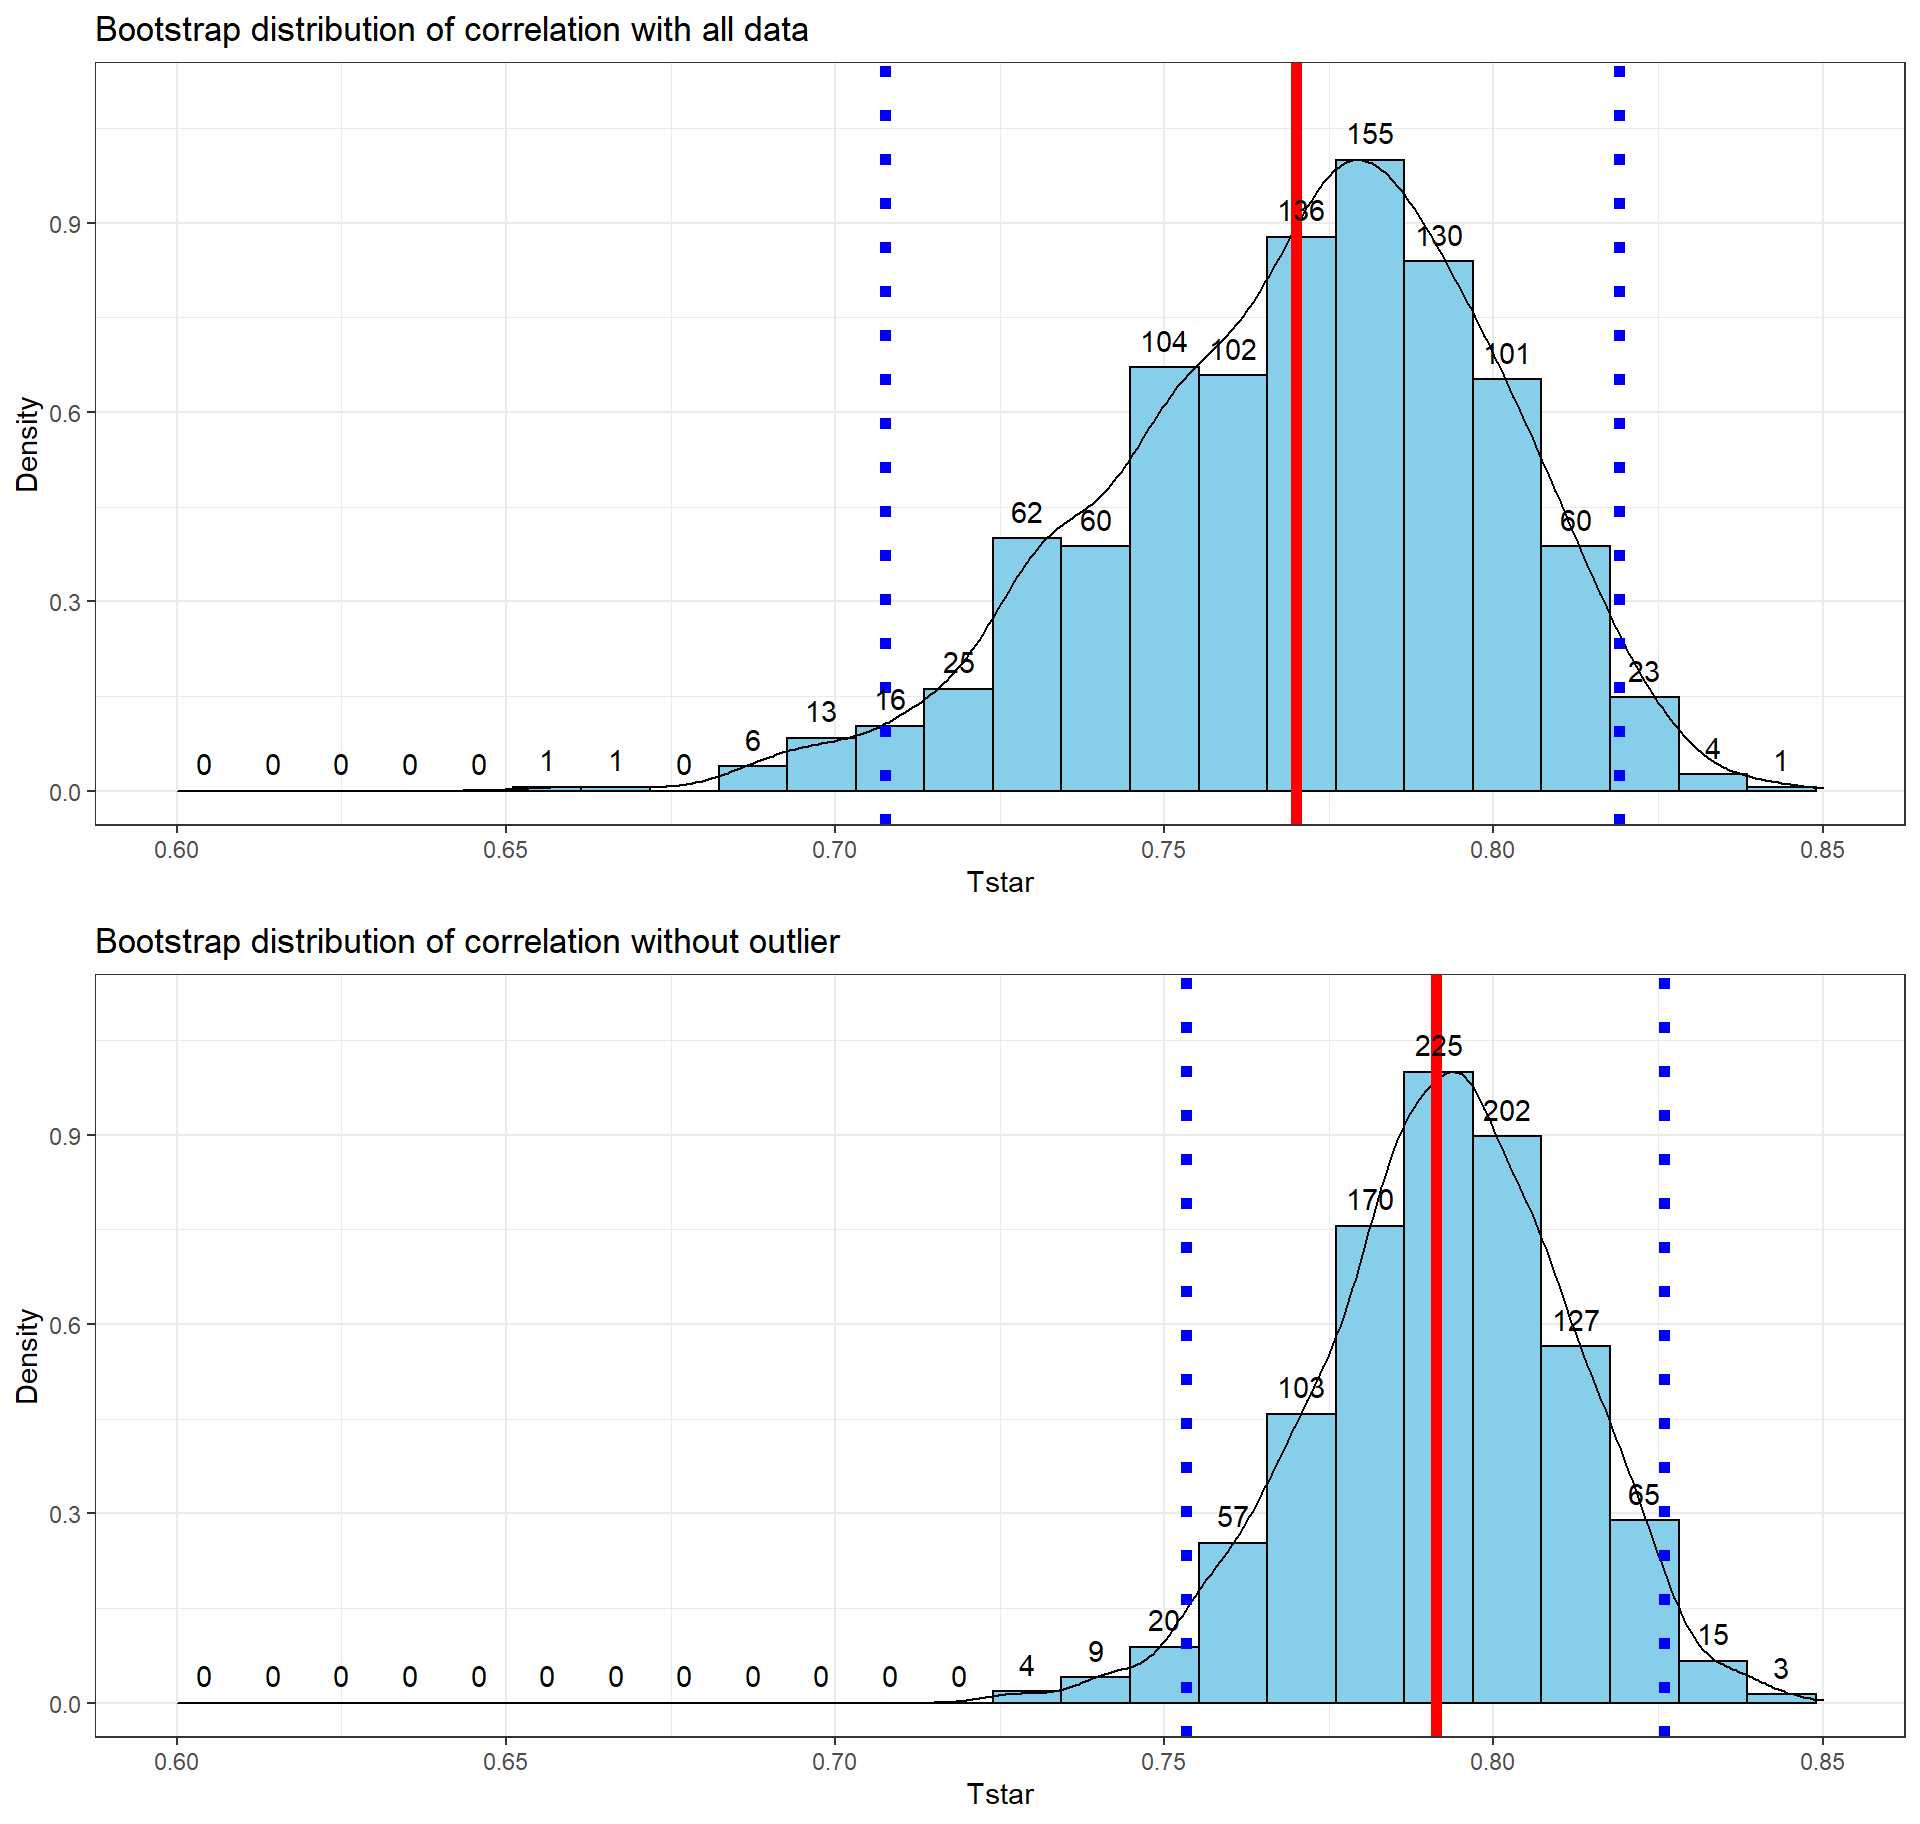 Bootstrap distribution of correlation with all data
Density
0.9
0.6
0.3
0.0
0 0 0 0 0 1 1 0 6 13 16 25 62 60 104 102 136 155 130 101 60 23 4 1
0.60 0.65 0.70 0.75 0.80 0.85
Tstar
Bootstrap distribution of correlation without outlier
Density
0.9
0.6
0.3
0.0
0 0 0 0 0 0 0 0 0 0 0 0 4 9 20 57 103 170 225 202 127 65 15 3
0.60 0.65 0.70 0.75 0.80 0.85
Tstar